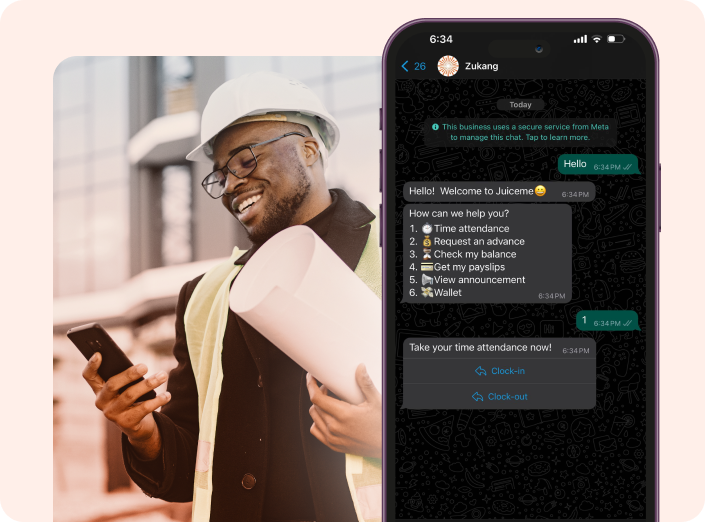 6:34
26 Zukang
Today
This business uses a secure service from Meta
to manage this chat. Tap to learn more.
Hello 6:34 PM
Hello! Welcome to Juiceme😀 6:34 PM
How can we help you?
1. ⏱️Time attendance
2. 💰Request an advance
3. ⏳Check my balance
4. 💳Get my payslips
5. 📢View announcement
6. 💸Wallet
6:34 PM
1 6:34 PM
Take your time attendance now! 6:34 PM
Clock-in
Clock-out